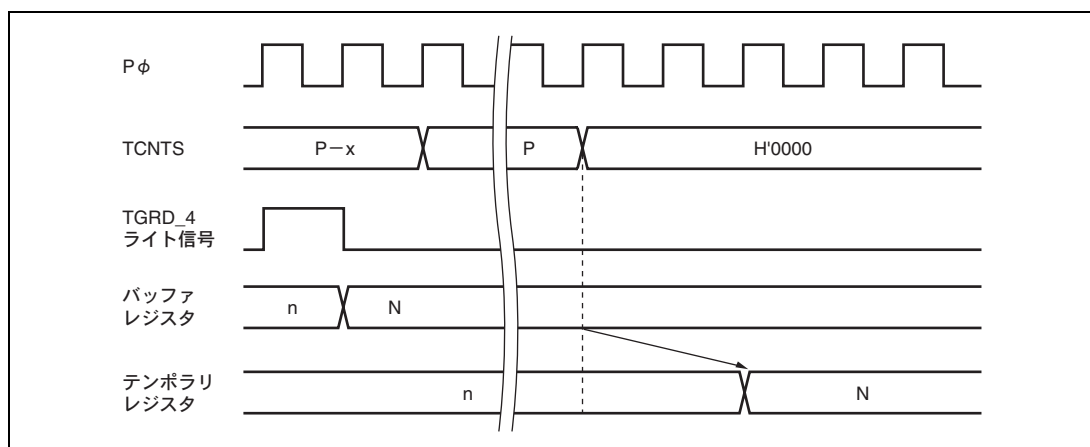 Pφ
TCNTS
P−x
P
H'0000
TGRD_4
ライト信号
バッファ
レジスタ
n
N
テンポラリ
レジスタ
n
N